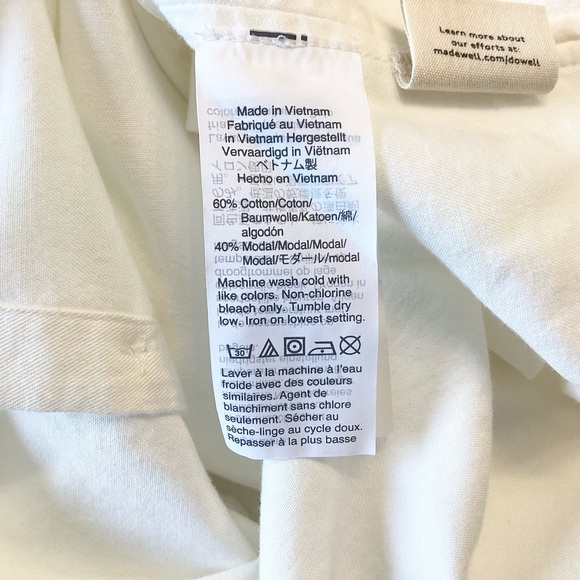 Learn more about
our efforts at:
madewell.com/dowell
Made in Vietnam
Fabriqué au Vietnam
in Vietnam Hergestellt
Vervaardigd in Viëtnam
ベトナム製
Hecho en Vietnam
60% Cotton/Coton/
Baumwolle/Katoen/綿/
algodón
40% Modal/Modal/Modal/
Modal/モダール/modal
Machine wash cold with
like colors. Non-chlorine
bleach only. Tumble dry
low. Iron on lowest setting.
30
Laver à la machine à l'eau
froide avec des couleurs
similaires. Agent de
blanchiment sans chlore
seulement. Sécher au
sèche-linge au cycle doux.
Repasser à la plus basse